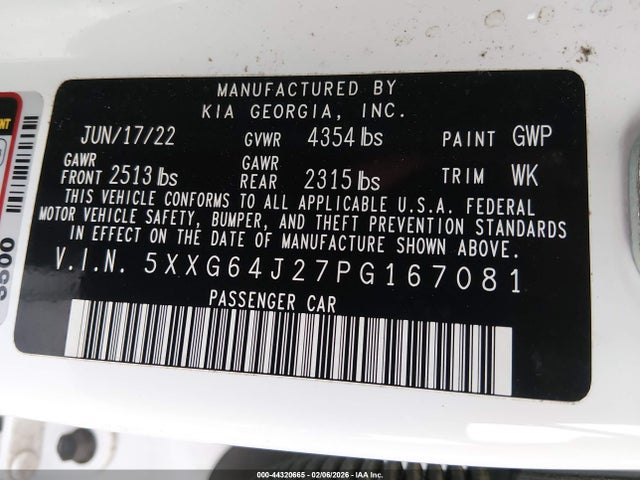 MANUFACTURED BY
KIA GEORGIA, INC.
JUN/17/22 GVWR 4354 lbs PAINT GWP
GAWR FRONT 2513 lbs GAWR REAR 2315 lbs TRIM WK
THIS VEHICLE CONFORMS TO ALL APPLICABLE U.S.A. FEDERAL
MOTOR VEHICLE SAFETY, BUMPER, AND THEFT PREVENTION STANDARDS
IN EFFECT ON THE DATE OF MANUFACTURE SHOWN ABOVE.
V.I.N. 5XXG64J27PG167081
PASSENGER CAR
000-44320665 - 02/06/2026 - IAA Inc.